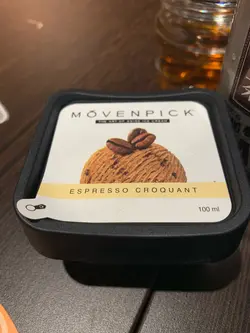 MÖVENPICK
THE ART OF SWISS ICE CREAM
ESPRESSO CROQUANT
100 ml